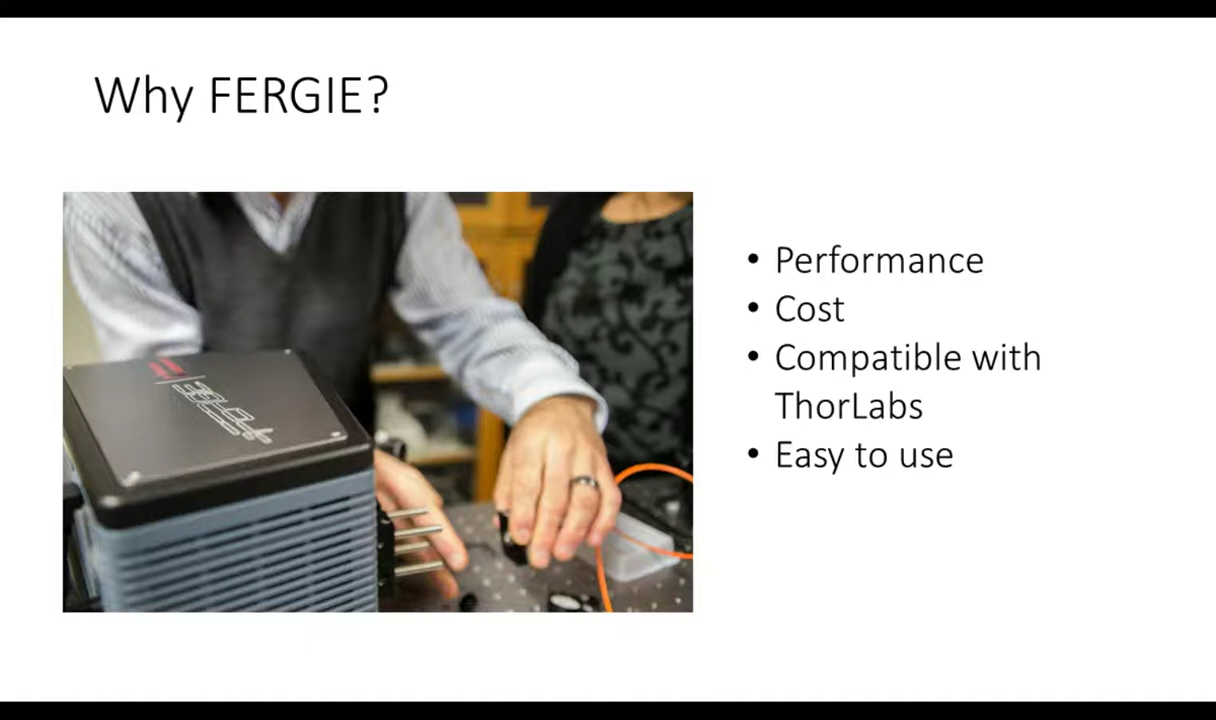 Why FERGIE?
• Performance
• Cost
• Compatible with
ThorLabs
• Easy to use